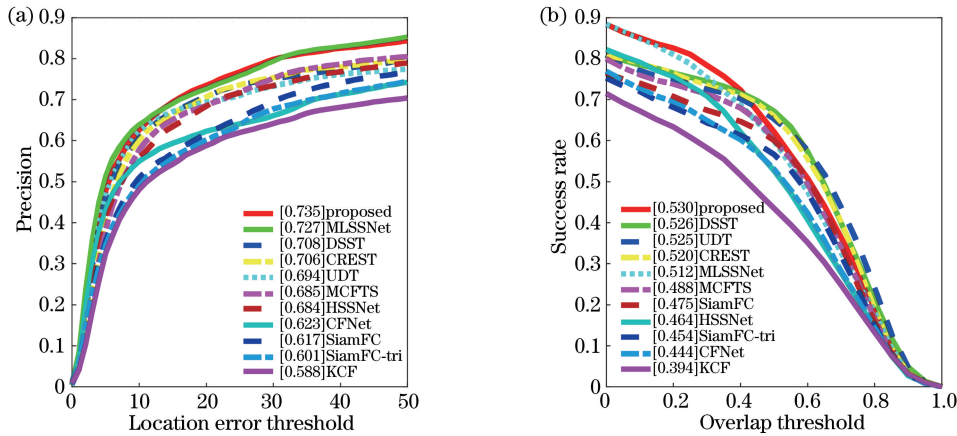 (a)
0.9
0.8
0.7
0.6
0.5
0.4
0.3
0.2
0.1
0
Precision
[0.735]proposed
[0.727]MLSSNet
[0.708]DSST
[0.706]CREST
[0.694]UDT
[0.685]MCFTS
[0.684]HSSNet
[0.623]CFNet
[0.617]SiamFC
[0.601]SiamFC-tri
[0.588]KCF
0 10 20 30 40 50
Location error threshold
(b)
0.9
0.8
0.7
0.6
0.5
0.4
0.3
0.2
0.1
0
Success rate
[0.530]proposed
[0.526]DSST
[0.525]UDT
[0.520]CREST
[0.512]MLSSNet
[0.488]MCFTS
[0.475]SiamFC
[0.464]HSSNet
[0.454]SiamFC-tri
[0.444]CFNet
[0.394]KCF
0 0.2 0.4 0.6 0.8 1.0
Overlap threshold